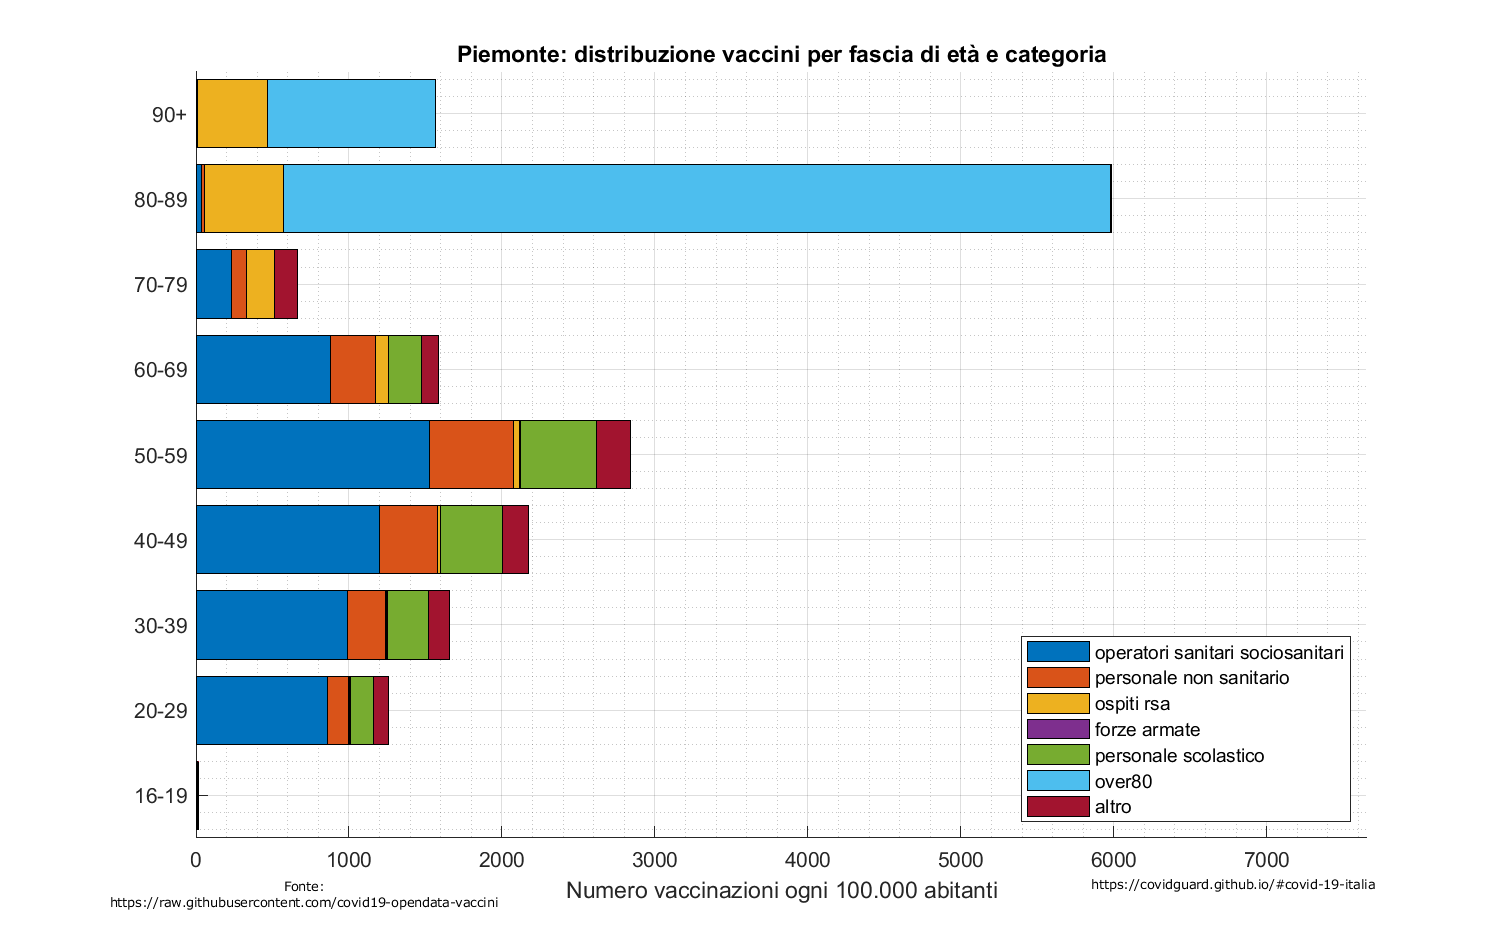 Piemonte: distribuzione vaccini per fascia di età e categoria
90+
80-89
70-79
60-69
50-59
40-49
30-39
20-29
16-19
operatori sanitari sociosanitari
personale non sanitario
ospiti rsa
forze armate
personale scolastico
over80
altro
0 1000 2000 3000 4000 5000 6000 7000
Numero vaccinazioni ogni 100.000 abitanti
Fonte:
https://raw.githubusercontent.com/covid19-opendata-vaccini
https://covidguard.github.io/#covid-19-italia